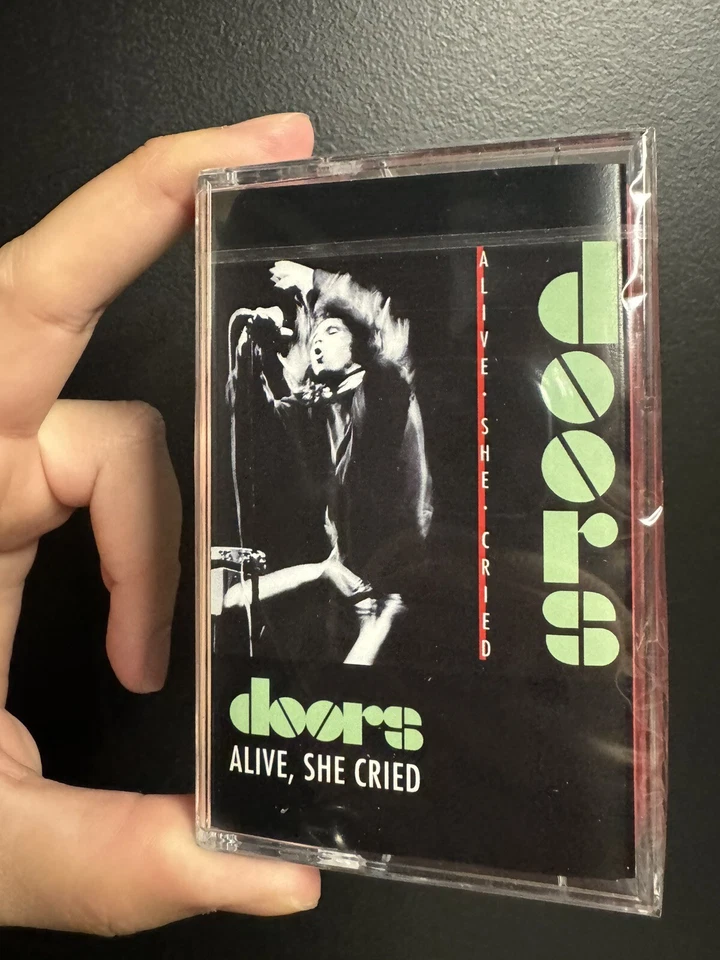 ALIVE · SHE · CRIED
doors
doors
ALIVE, SHE CRIED